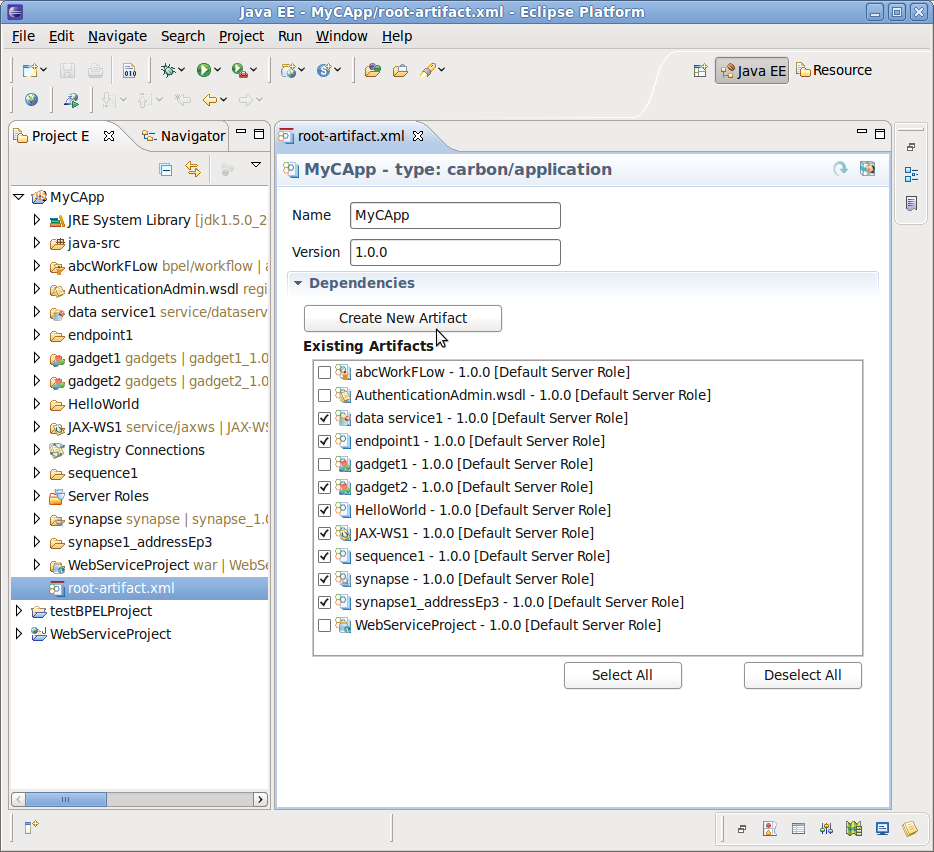 Java EE - MyCApp/root-artifact.xml - Eclipse Platform
File Edit Navigate Search Project Run Window Help
Java EE Resource
Project E Navigator
root-artifact.xml
MyCApp
JRE System Library [jdk1.5.0_2
java-src
abcWorkFLow bpel/workflow |
AuthenticationAdmin.wsdl regi
data service1 service/dataserv
endpoint1
gadget1 gadgets | gadget1_1.0
gadget2 gadgets | gadget2_1.0
HelloWorld
JAX-WS1 service/jaxws | JAX-WS
Registry Connections
sequence1
Server Roles
synapse synapse | synapse_1.0
synapse1_addressEp3
WebServiceProject war | WebSe
root-artifact.xml
testBPELProject
WebServiceProject
MyCApp - type: carbon/application
Name MyCApp
Version 1.0.0
Dependencies
Create New Artifact
Existing Artifacts
abcWorkFLow - 1.0.0 [Default Server Role]
AuthenticationAdmin.wsdl - 1.0.0 [Default Server Role]
data service1 - 1.0.0 [Default Server Role]
endpoint1 - 1.0.0 [Default Server Role]
gadget1 - 1.0.0 [Default Server Role]
gadget2 - 1.0.0 [Default Server Role]
HelloWorld - 1.0.0 [Default Server Role]
JAX-WS1 - 1.0.0 [Default Server Role]
sequence1 - 1.0.0 [Default Server Role]
synapse - 1.0.0 [Default Server Role]
synapse1_addressEp3 - 1.0.0 [Default Server Role]
WebServiceProject - 1.0.0 [Default Server Role]
Select All Deselect All